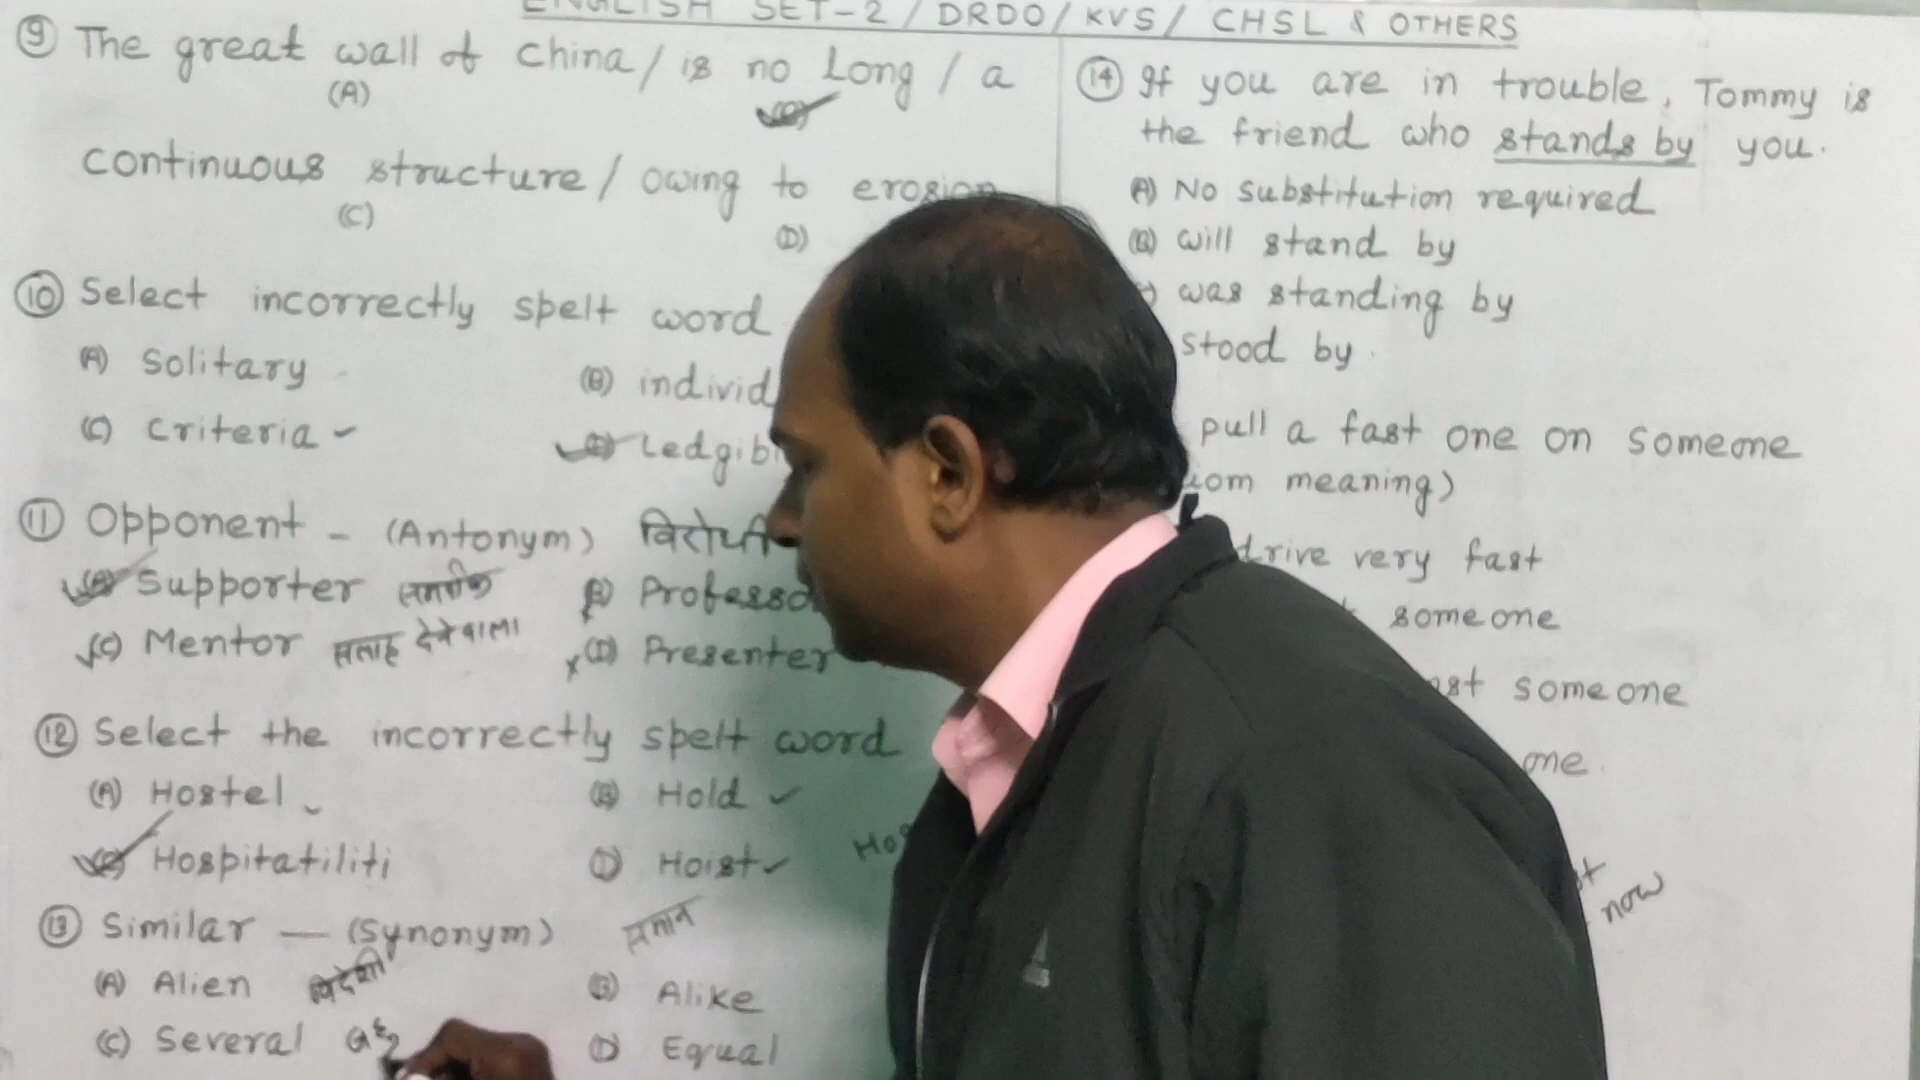 ENGLISH SET-2 / DRDO / KVS / CHSL & OTHERS
⑨ The great wall of China / is no Long / a
(A)
continuous structure / owing to erosion
(C) (D)
⑩ Select incorrectly spelt word
(A) Solitary (B)
(C) Criteria
⑪ Opponent - (Antonym) विरोधी
(A) Supporter समर्थक (B)
(C) Mentor सलाह देने वाला (D) Presenter
⑫ Select the incorrectly spelt word
(A) Hostel (B) Hold
(C) Hospitatiliti (D) Hoist
⑬ Similar — (Synonym) समान
(A) Alien विदेशी (B) Alike
(C) Several (D) Equal
⑭ If you are in trouble, Tommy is
the friend who stands by you.
(A) No substitution required
(B) will stand by
was standing by
stood by
pull a fast one on someone
meaning)
drive very fast
someone
someone
now